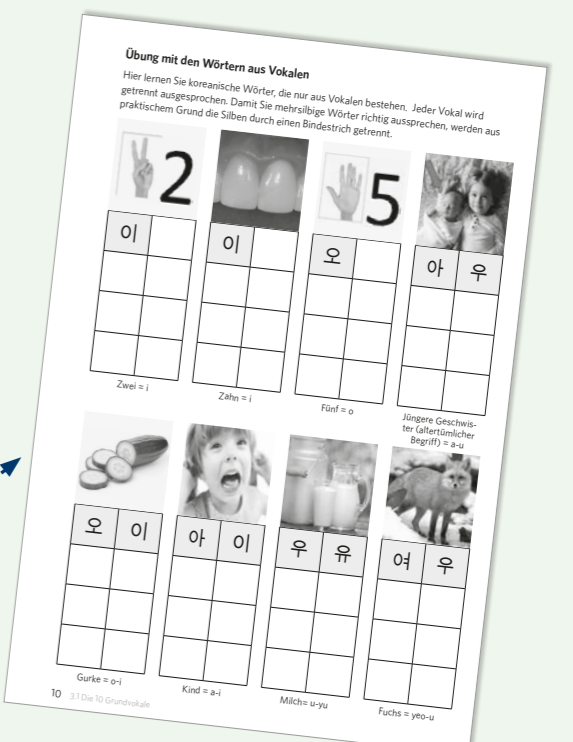 Übung mit den Wörtern aus Vokalen
Hier lernen Sie koreanische Wörter, die nur aus Vokalen bestehen. Jeder Vokal wird
getrennt ausgesprochen. Damit Sie mehrsilbige Wörter richtig aussprechen, werden aus
praktischem Grund die Silben durch einen Bindestrich getrennt.
2
5
이
이
오
아 우
Zwei = i
Zahn = i
Fünf = o
Jüngere Geschwis-
ter (altertümlicher
Begriff) = a-u
오 이
아 이
우 유
여 우
Gurke = o-i
Kind = a-i
Milch= u-yu
Fuchs = yeo-u
10 3.1 Die 10 Grundvokale